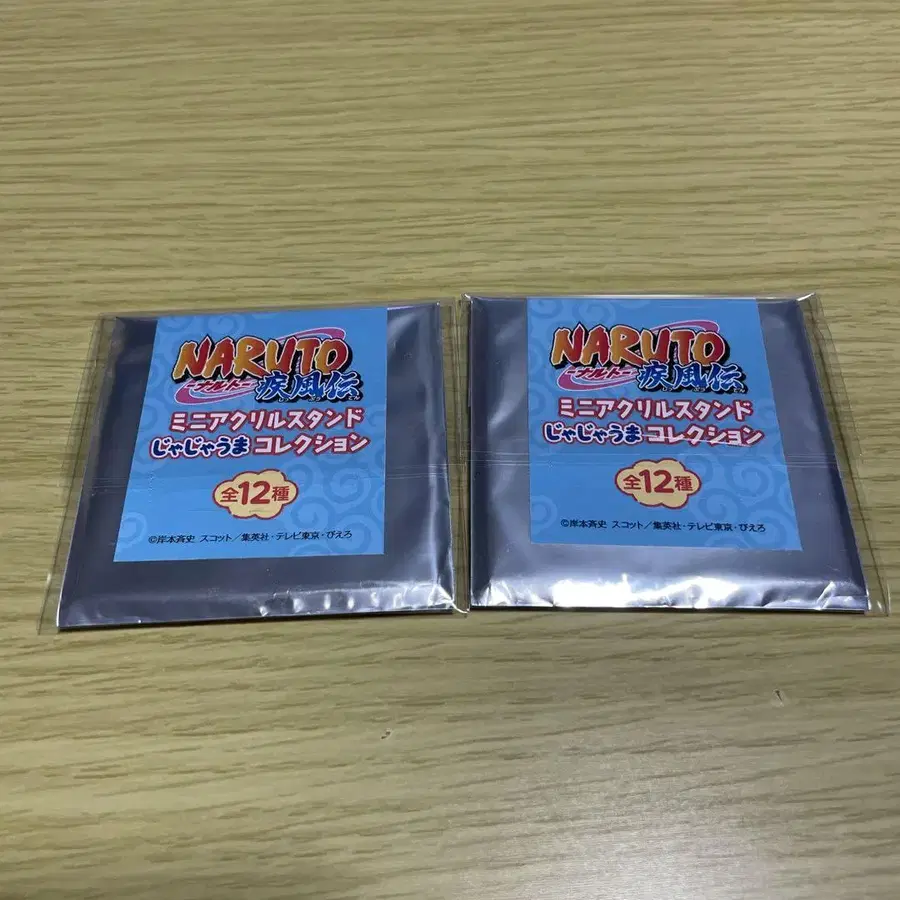 NARUTO
ーナルトー
疾風伝
ミニアクリルスタンド
じゃじゃうまコレクション
全12種
©岸本斉史 スコット/集英社・テレビ東京・ぴえろ
NARUTO
ーナルトー
疾風伝
ミニアクリルスタンド
じゃじゃうまコレクション
全12種
©岸本斉史 スコット/集英社・テレビ東京・ぴえろ